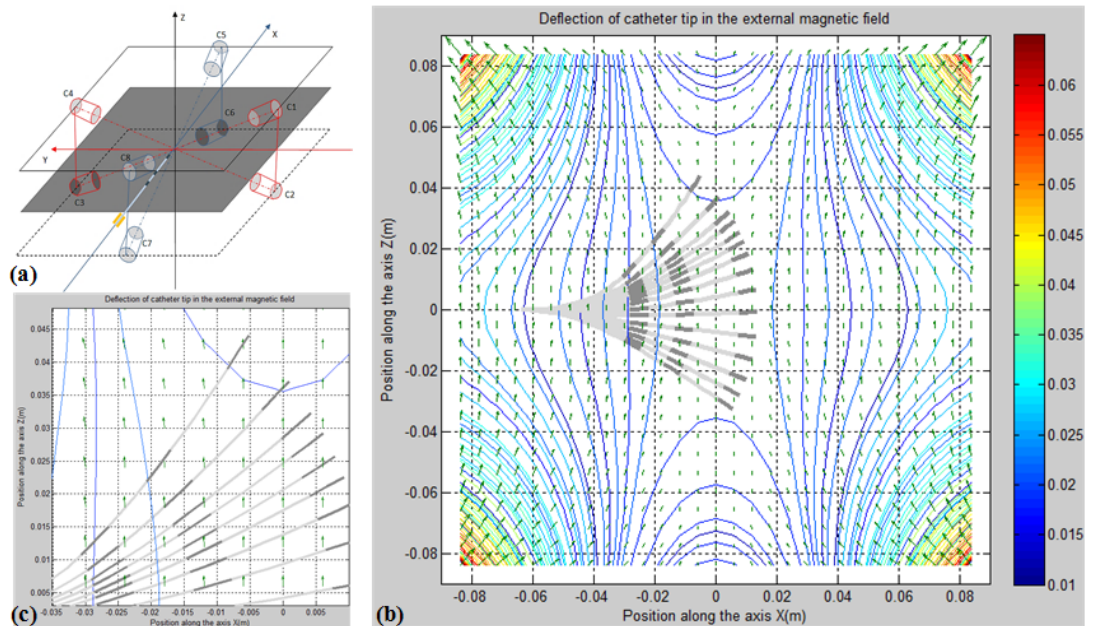 Z
X
C5
C4
C1
C6
Y
C8
C3
C2
C7
(a)
Deflection of catheter tip in the external magnetic field
Position along the axis Z(m)
0.08
0.06
0.04
0.02
0
-0.02
-0.04
-0.06
-0.08
-0.08 -0.06 -0.04 -0.02 0 0.02 0.04 0.06 0.08
Position along the axis X(m)
(b)
0.06
0.055
0.05
0.045
0.04
0.035
0.03
0.025
0.02
0.015
0.01
Deflection of catheter tip in the external magnetic field
Position along the axis Z(m)
0.045
0.04
0.035
0.03
0.025
0.02
0.015
0.01
0.005
-0.035 -0.03 -0.025 -0.02 -0.015 -0.01 -0.005 0 0.005
Position along the axis X(m)
(c)